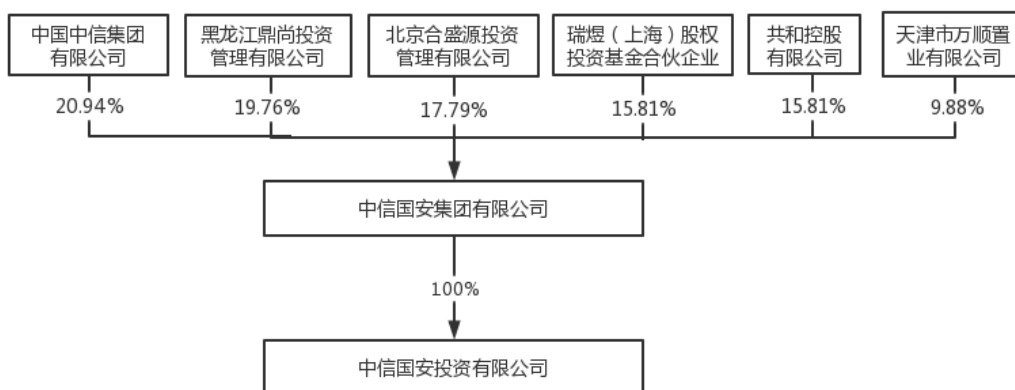 中国中信集团
有限公司
黑龙江鼎尚投资
管理有限公司
北京合盛源投资
管理有限公司
瑞煜（上海）股权
投资基金合伙企业
共和控股
有限公司
天津市万顺置
业有限公司
20.94%
19.76%
17.79%
15.81%
15.81%
9.88%
中信国安集团有限公司
100%
中信国安投资有限公司